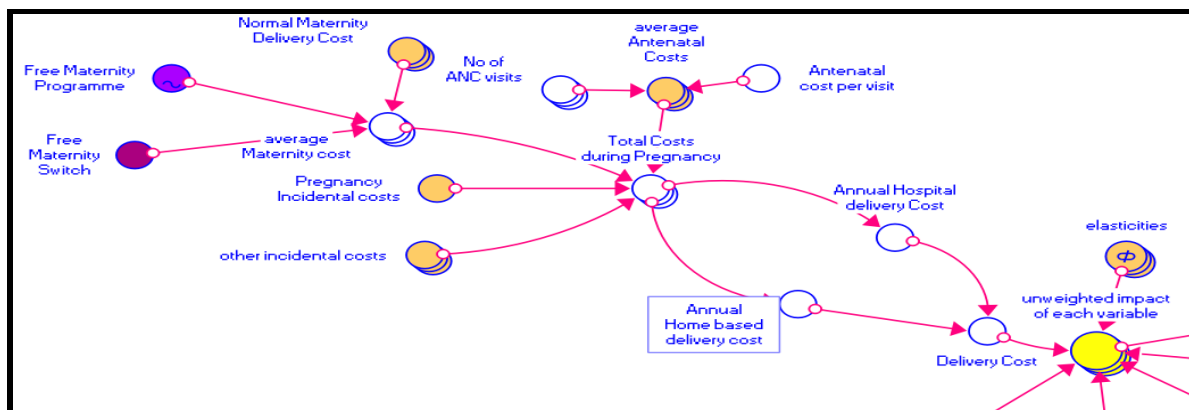 Normal Maternity
Delivery Cost
average
Antenatal
Costs
No of
ANC visits
Free Maternity
Programme
Antenatal
cost per visit
Free
Maternity
Switch
average
Maternity cost
Total Costs
during Pregnancy
Pregnancy
Incidental costs
Annual Hospital
delivery Cost
other incidental costs
elasticities
Φ
unweighted impact
of each variable
Annual
Home based
delivery cost
Delivery Cost